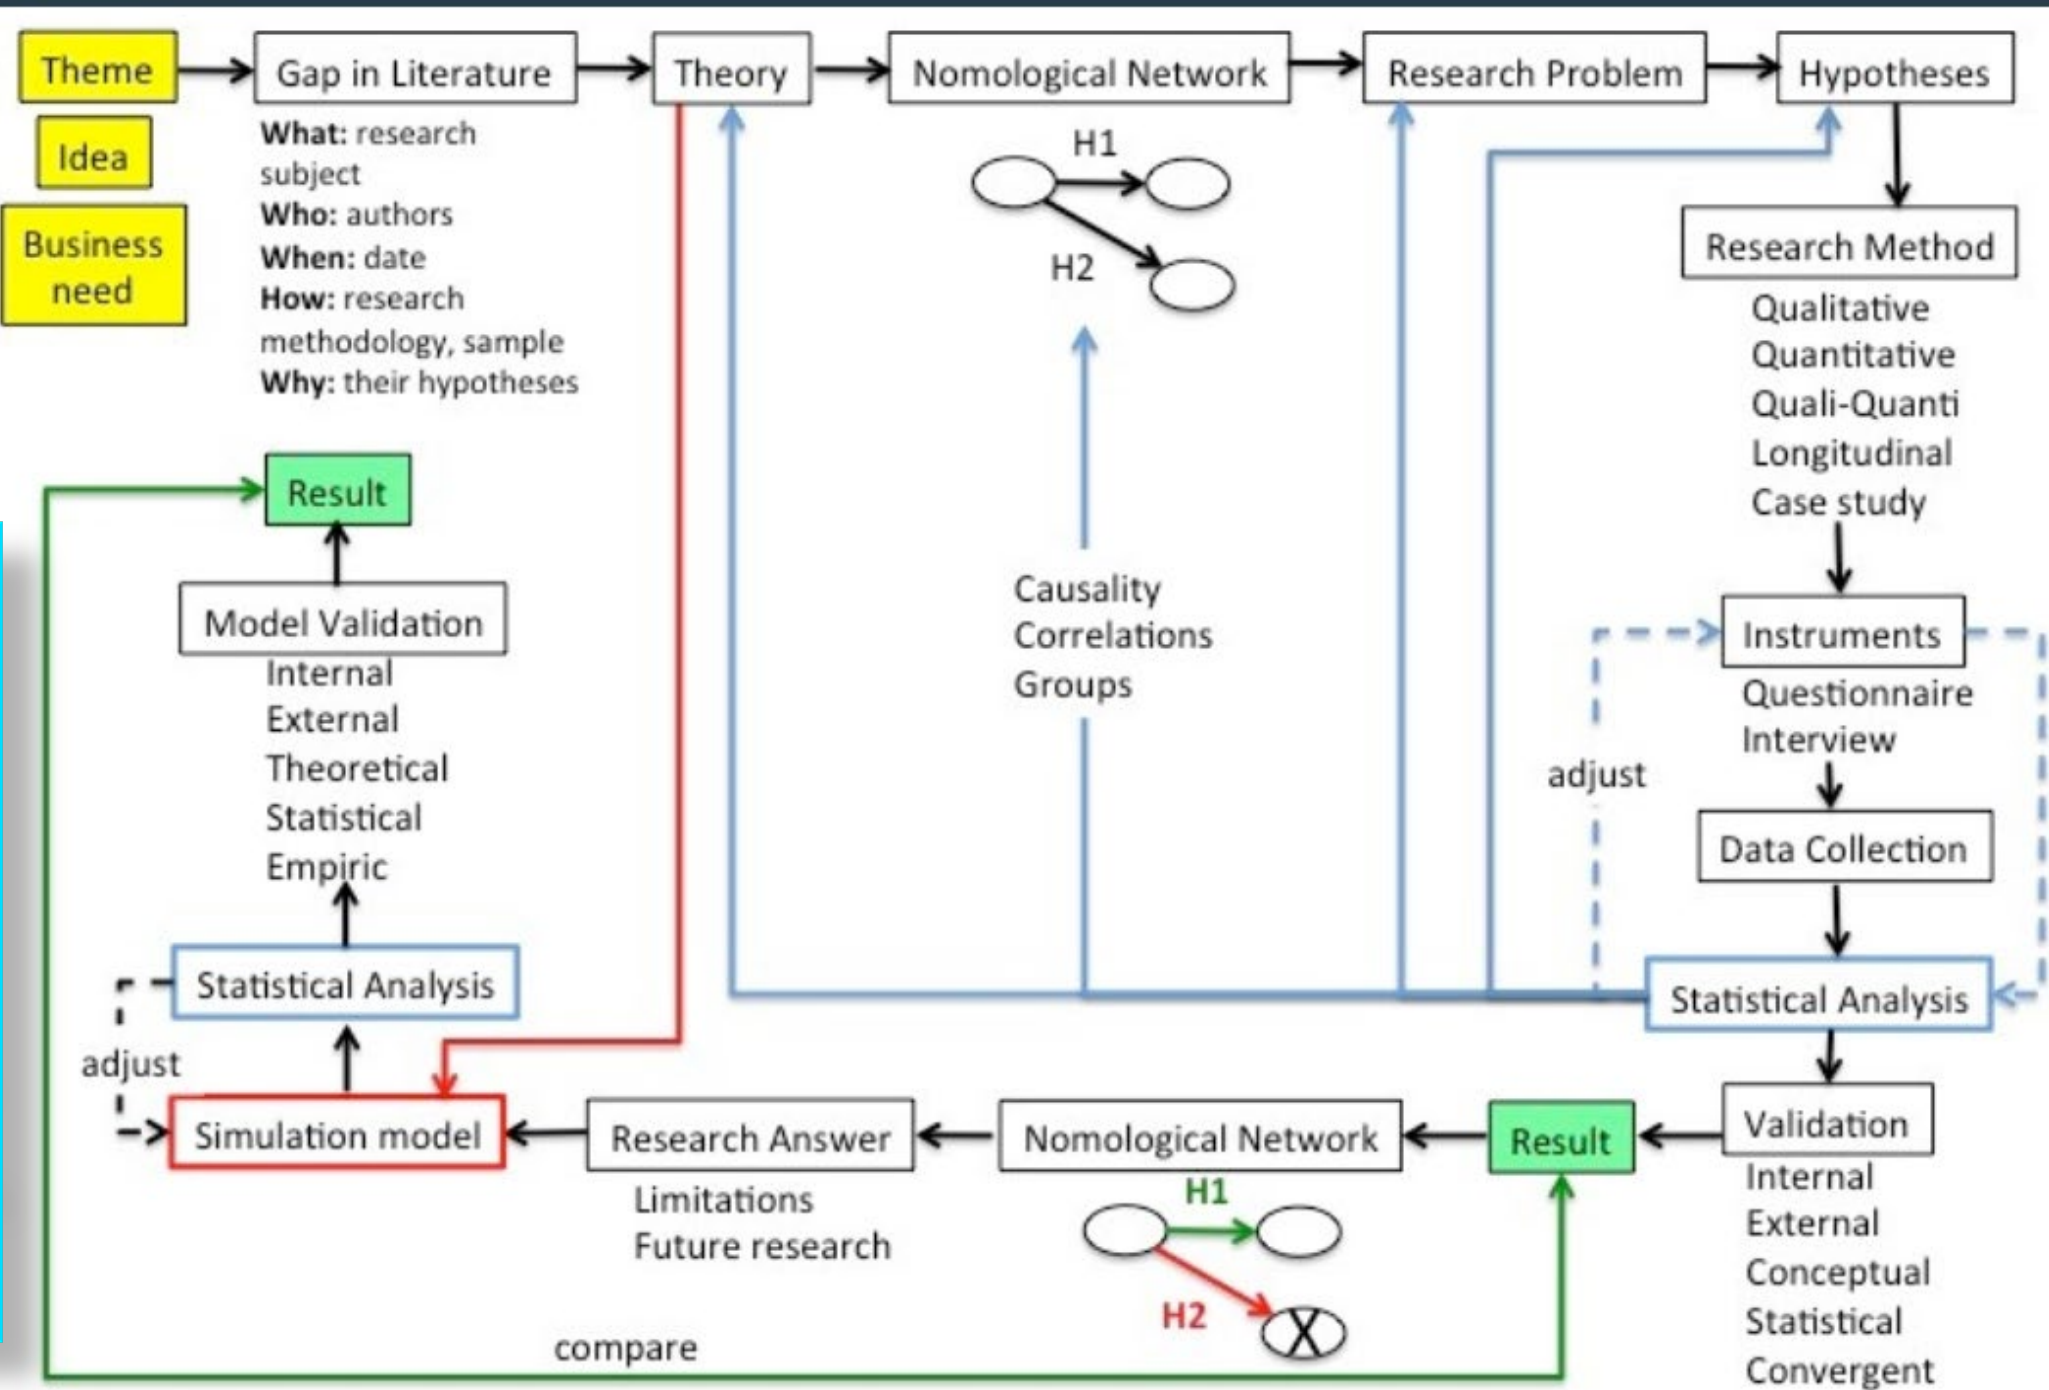 Theme
Gap in Literature
Theory
Nomological Network
Research Problem
Hypotheses
Idea
Business
need
What: research
subject
Who: authors
When: date
How: research
methodology, sample
Why: their hypotheses
H1
H2
Research Method
Qualitative
Quantitative
Quali-Quanti
Longitudinal
Case study
Instruments
Questionnaire
Interview
adjust
Data Collection
Statistical Analysis
Causality
Correlations
Groups
Validation
Internal
External
Conceptual
Statistical
Convergent
Result
Nomological Network
H1
H2
X
Research Answer
Limitations
Future research
Simulation model
adjust
Statistical Analysis
Model Validation
Internal
External
Theoretical
Statistical
Empiric
Result
compare